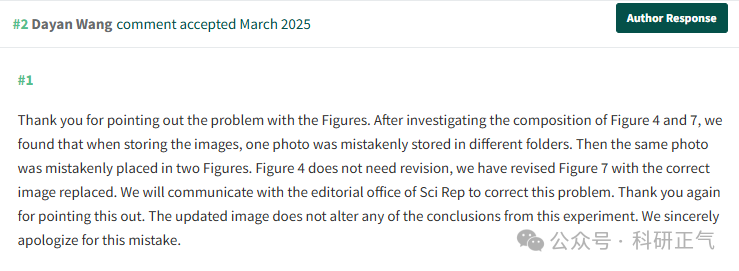 #2 Dayan Wang comment accepted March 2025
Author Response
#1
Thank you for pointing out the problem with the Figures. After investigating the composition of Figure 4 and 7, we
found that when storing the images, one photo was mistakenly stored in different folders. Then the same photo
was mistakenly placed in two Figures. Figure 4 does not need revision, we have revised Figure 7 with the correct
image replaced. We will communicate with the editorial office of Sci Rep to correct this problem. Thank you again
for pointing this out. The updated image does not alter any of the conclusions from this experiment. We sincerely
apologize for this mistake.
公众号 · 科研正气